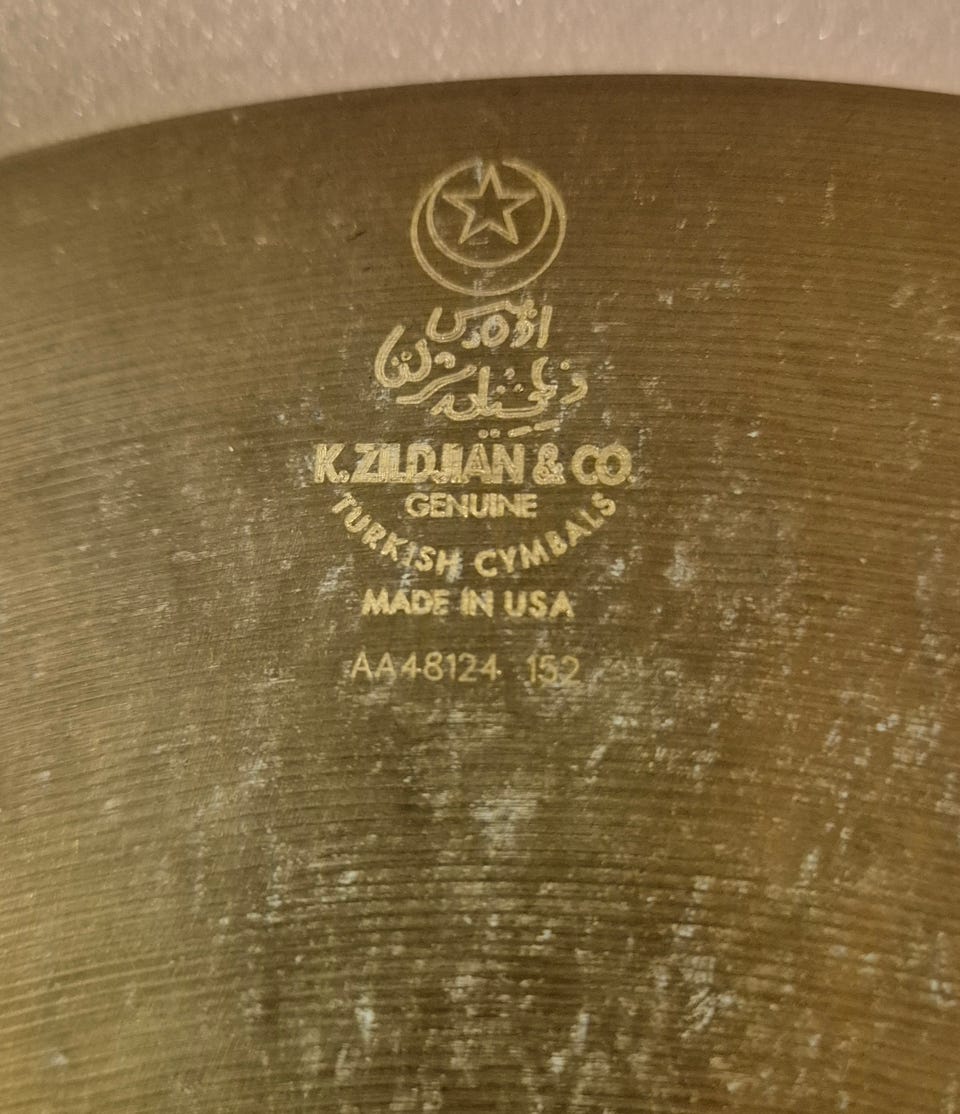 K. ZILDJIAN & CO.
GENUINE
TURKISH CYMBALS
MADE IN USA
AA48124 152